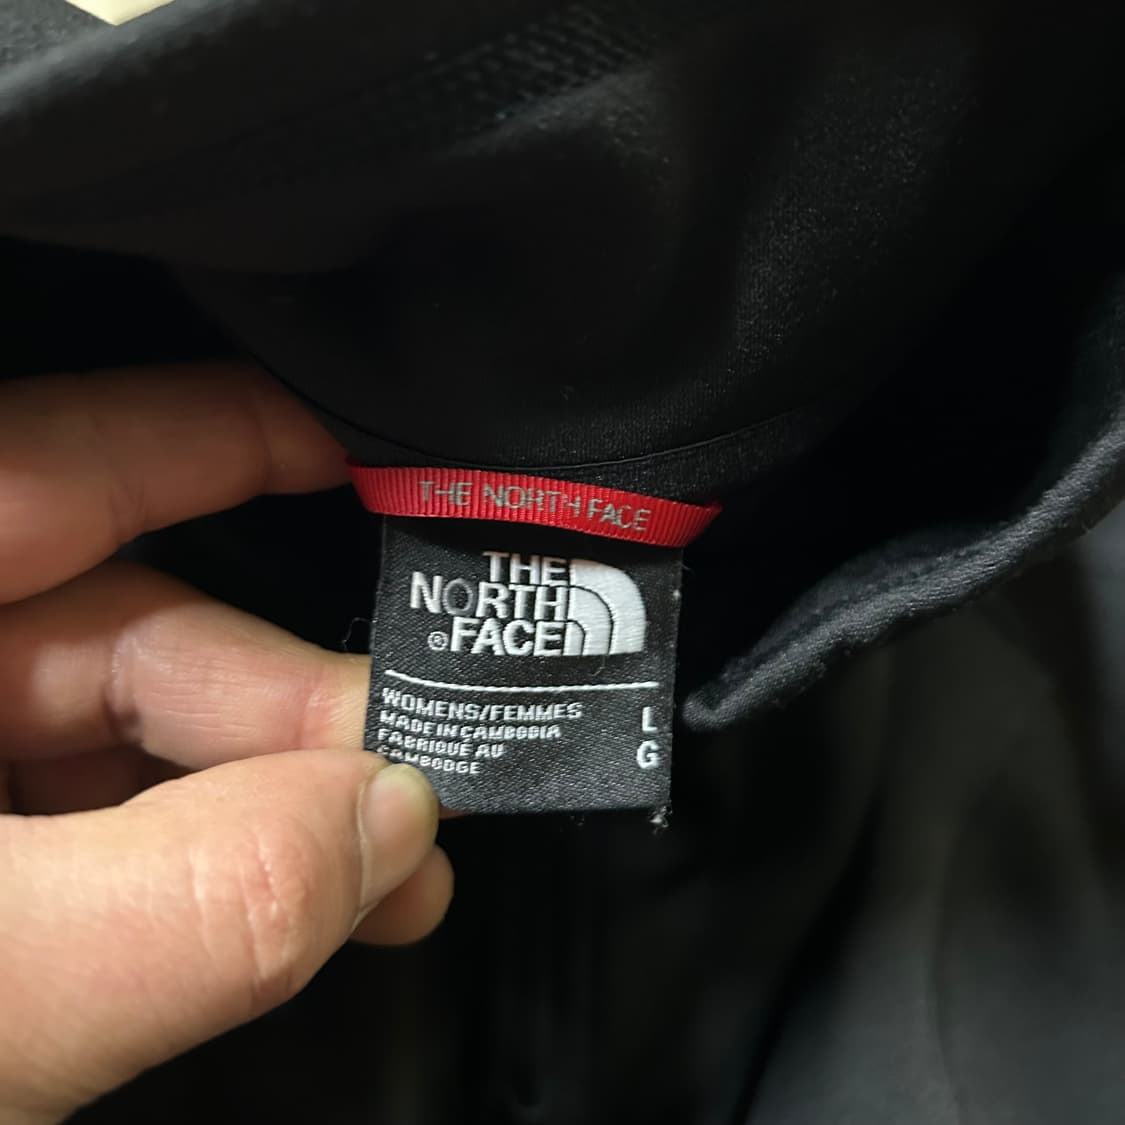 THE NORTH FACE
THE
NORTH
®FACE
WOMENS/FEMMES
MADE IN CAMBODIA
FABRIQUÉ AU
CAMBODGE
L
G